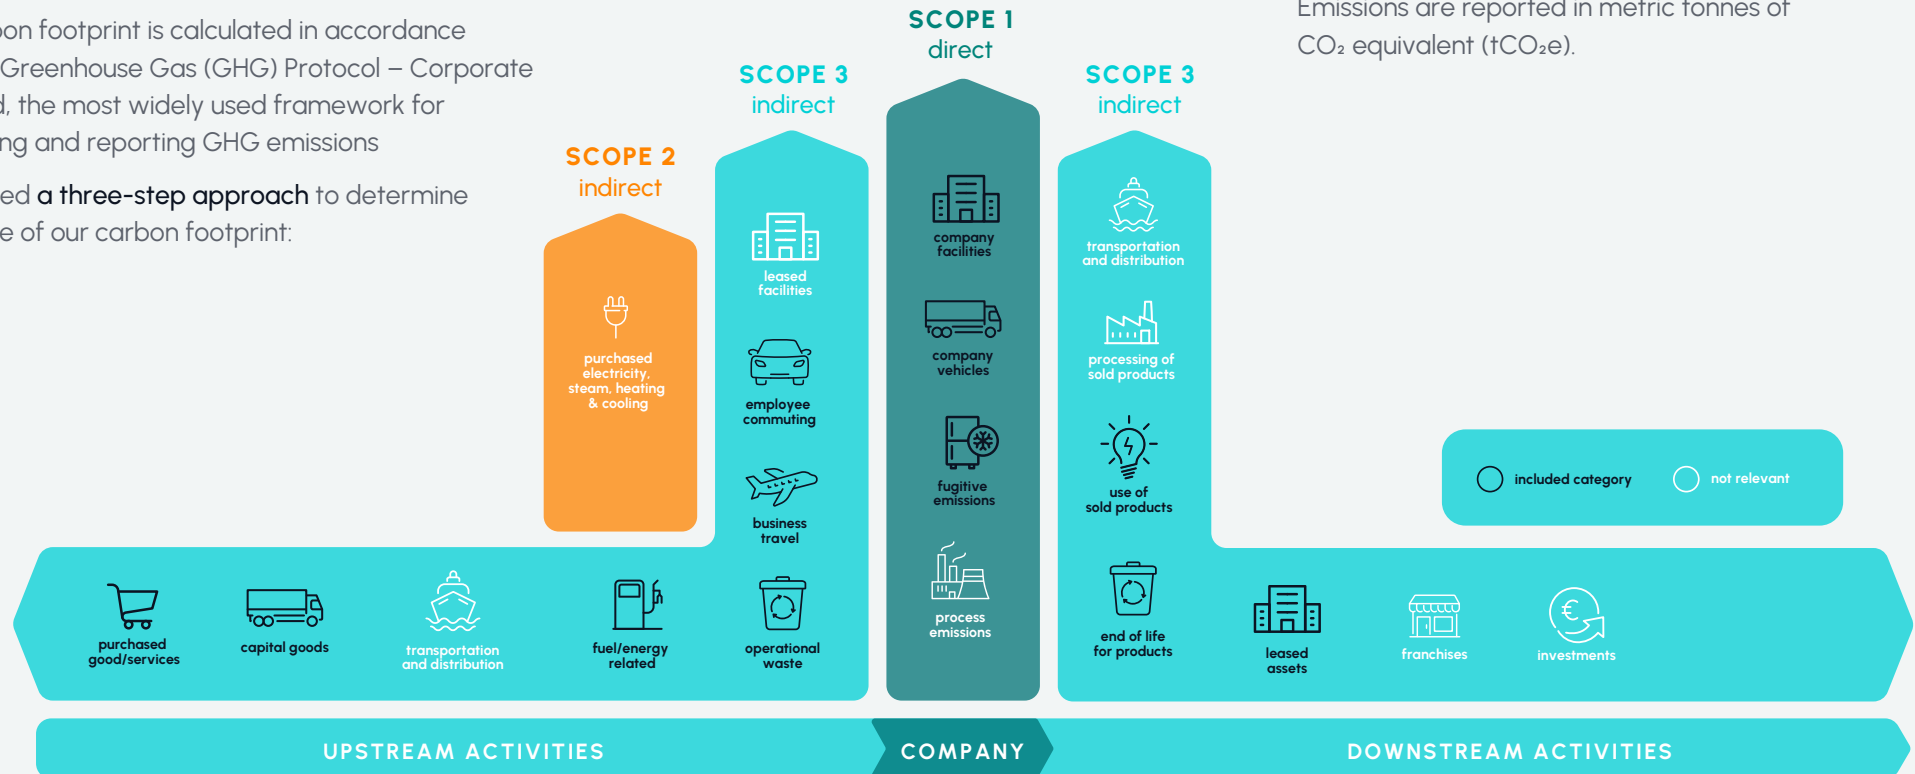 footprint is calculated in accordance
Greenhouse Gas (GHG) Protocol – Corporate
the most widely used framework for
and reporting GHG emissions
a three-step approach to determine
of our carbon footprint:
Emissions are reported in metric tonnes of
CO₂ equivalent (tCO₂e).
SCOPE 2
indirect
purchased
electricity,
steam, heating
& cooling
SCOPE 3
indirect
leased
facilities
employee
commuting
business
travel
SCOPE 1
direct
company
facilities
company
vehicles
fugitive
emissions
process
emissions
SCOPE 3
indirect
transportation
and distribution
processing of
sold products
use of
sold products
end of life
for products
included category
not relevant
purchased
good/services
capital goods
transportation
and distribution
fuel/energy
related
operational
waste
leased
assets
franchises
€
investments
UPSTREAM ACTIVITIES
COMPANY
DOWNSTREAM ACTIVITIES